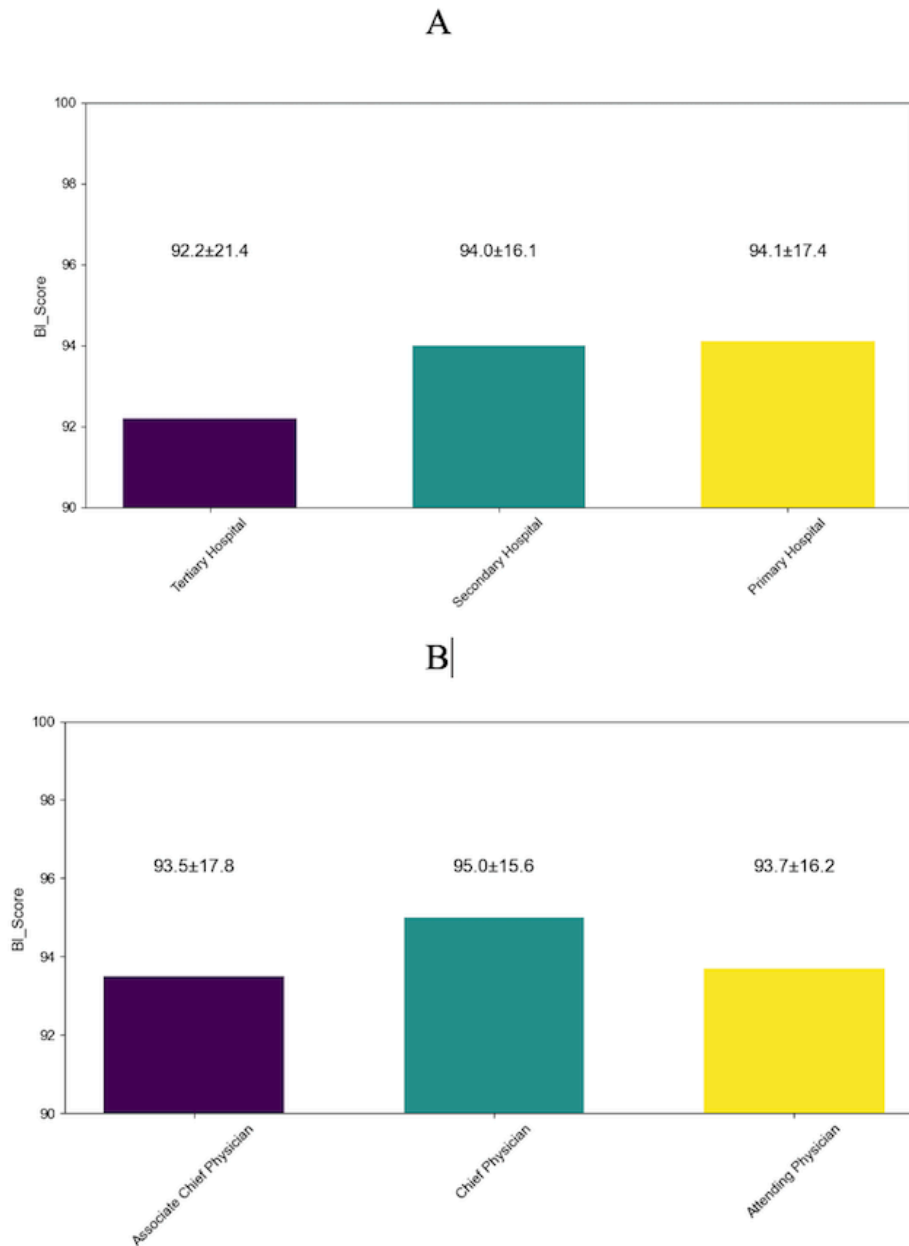 A
100
98
96
94
92
90
BI_Score
92.2±21.4
94.0±16.1
94.1±17.4
Tertiary Hospital
Secondary Hospital
Primary Hospital
B
100
98
96
94
92
90
BI_Score
93.5±17.8
95.0±15.6
93.7±16.2
Associate Chief Physician
Chief Physician
Attending Physician